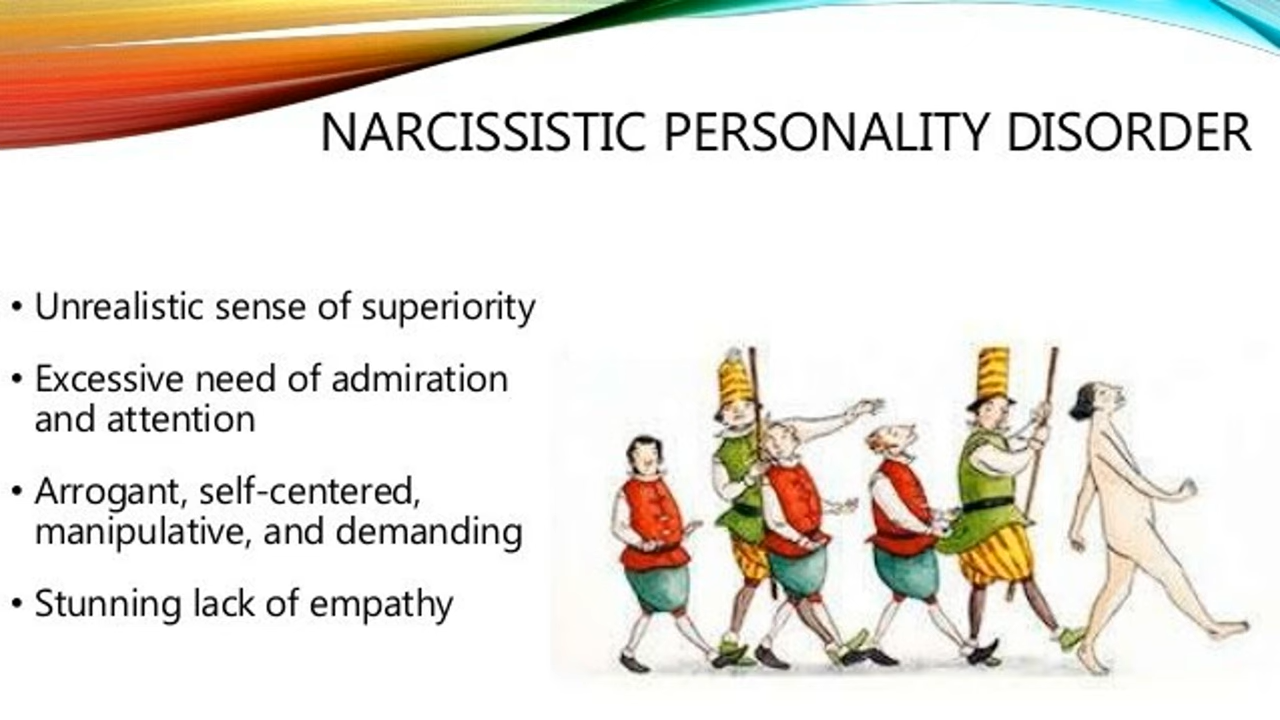 NARCISSISTIC PERSONALITY DISORDER
• Unrealistic sense of superiority
• Excessive need of admiration
and attention
• Arrogant, self-centered,
manipulative, and demanding
• Stunning lack of empathy